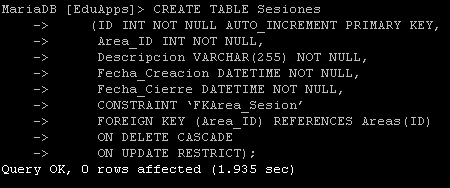 MariaDB [EduApps]> CREATE TABLE Sesiones
-> (ID INT NOT NULL AUTO_INCREMENT PRIMARY KEY,
-> Area_ID INT NOT NULL,
-> Descripcion VARCHAR(255) NOT NULL,
-> Fecha_Creacion DATETIME NOT NULL,
-> Fecha_Cierre DATETIME NOT NULL,
-> CONSTRAINT ‘FKArea_Sesion’
-> FOREIGN KEY (Area_ID) REFERENCES Areas(ID)
-> ON DELETE CASCADE
-> ON UPDATE RESTRICT);
Query OK, 0 rows affected (1.935 sec)